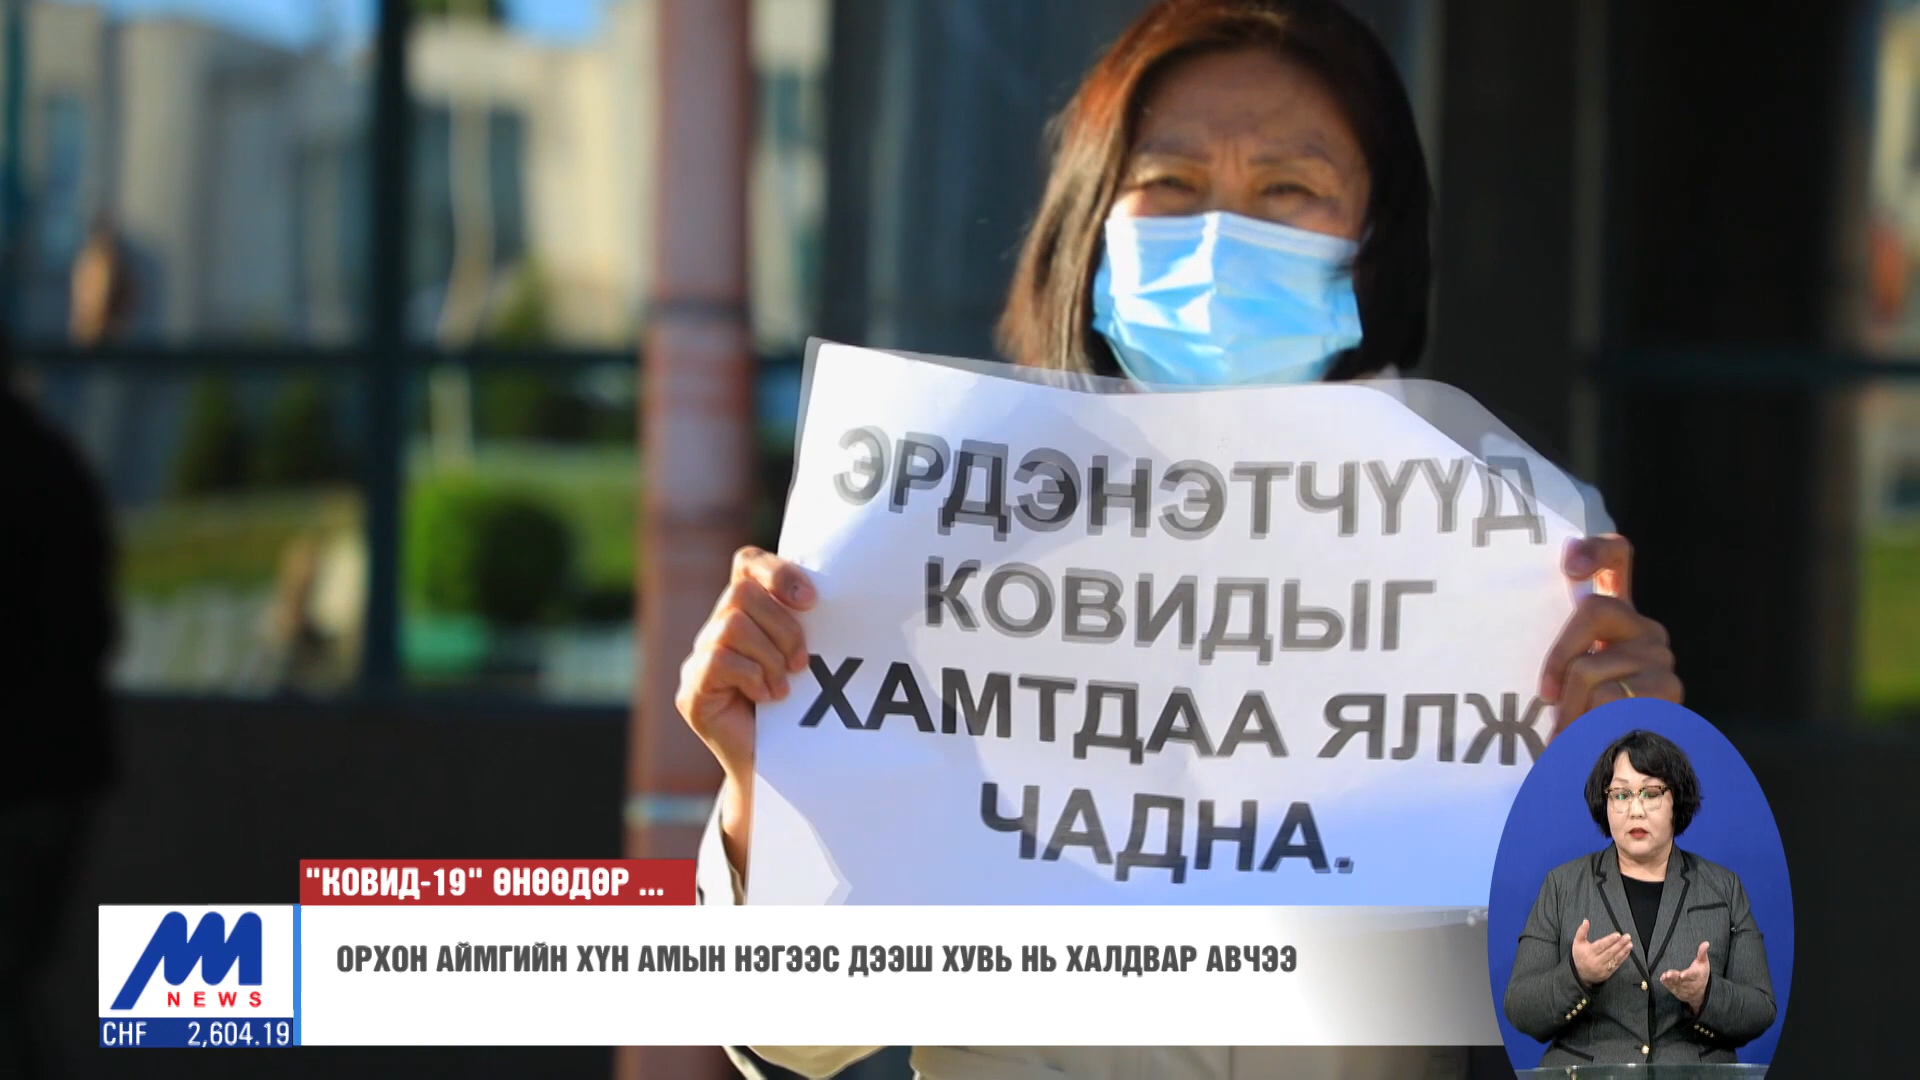 ЭРДЭНЭТЧҮҮД
КОВИДЫГ
ХАМТДАА ЯЛЖ
ЧАДНА.
"КОВИД-19" ӨНӨӨДӨР ...
ОРХОН АЙМГИЙН ХҮН АМЫН НЭГЭЭС ДЭЭШ ХУВЬ НЬ ХАЛДВАР АВЧЭЭ
NEWS
CHF 2,604.19